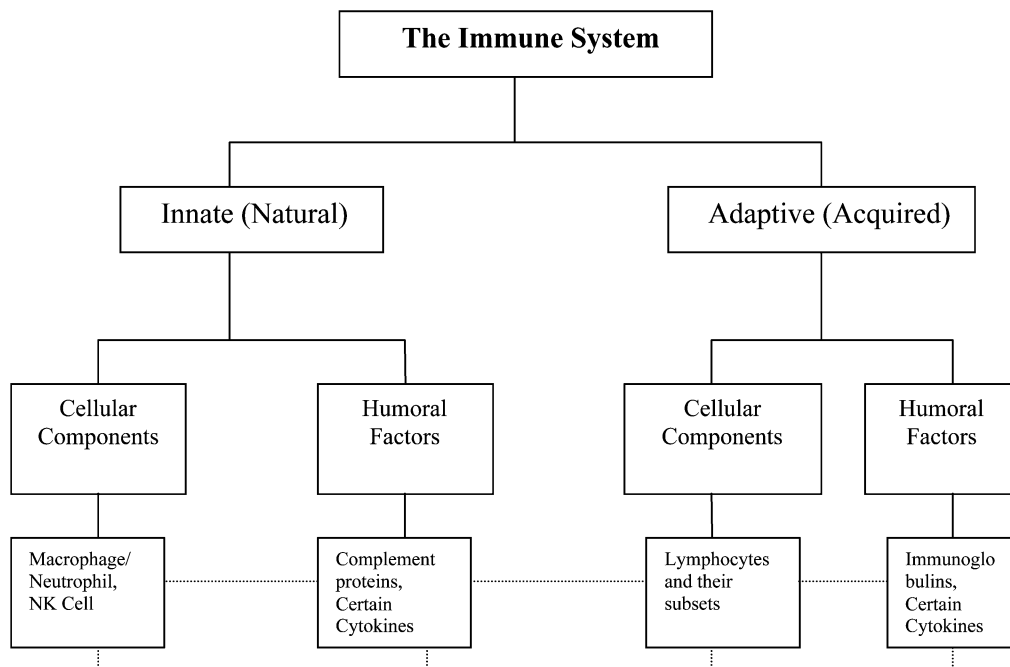 The Immune System
Innate (Natural)
Adaptive (Acquired)
Cellular
Components
Humoral
Factors
Cellular
Components
Humoral
Factors
Macrophage/
Neutrophil,
NK Cell
Complement
proteins,
Certain
Cytokines
Lymphocytes
and their
subsets
Immunoglo
bulins,
Certain
Cytokines